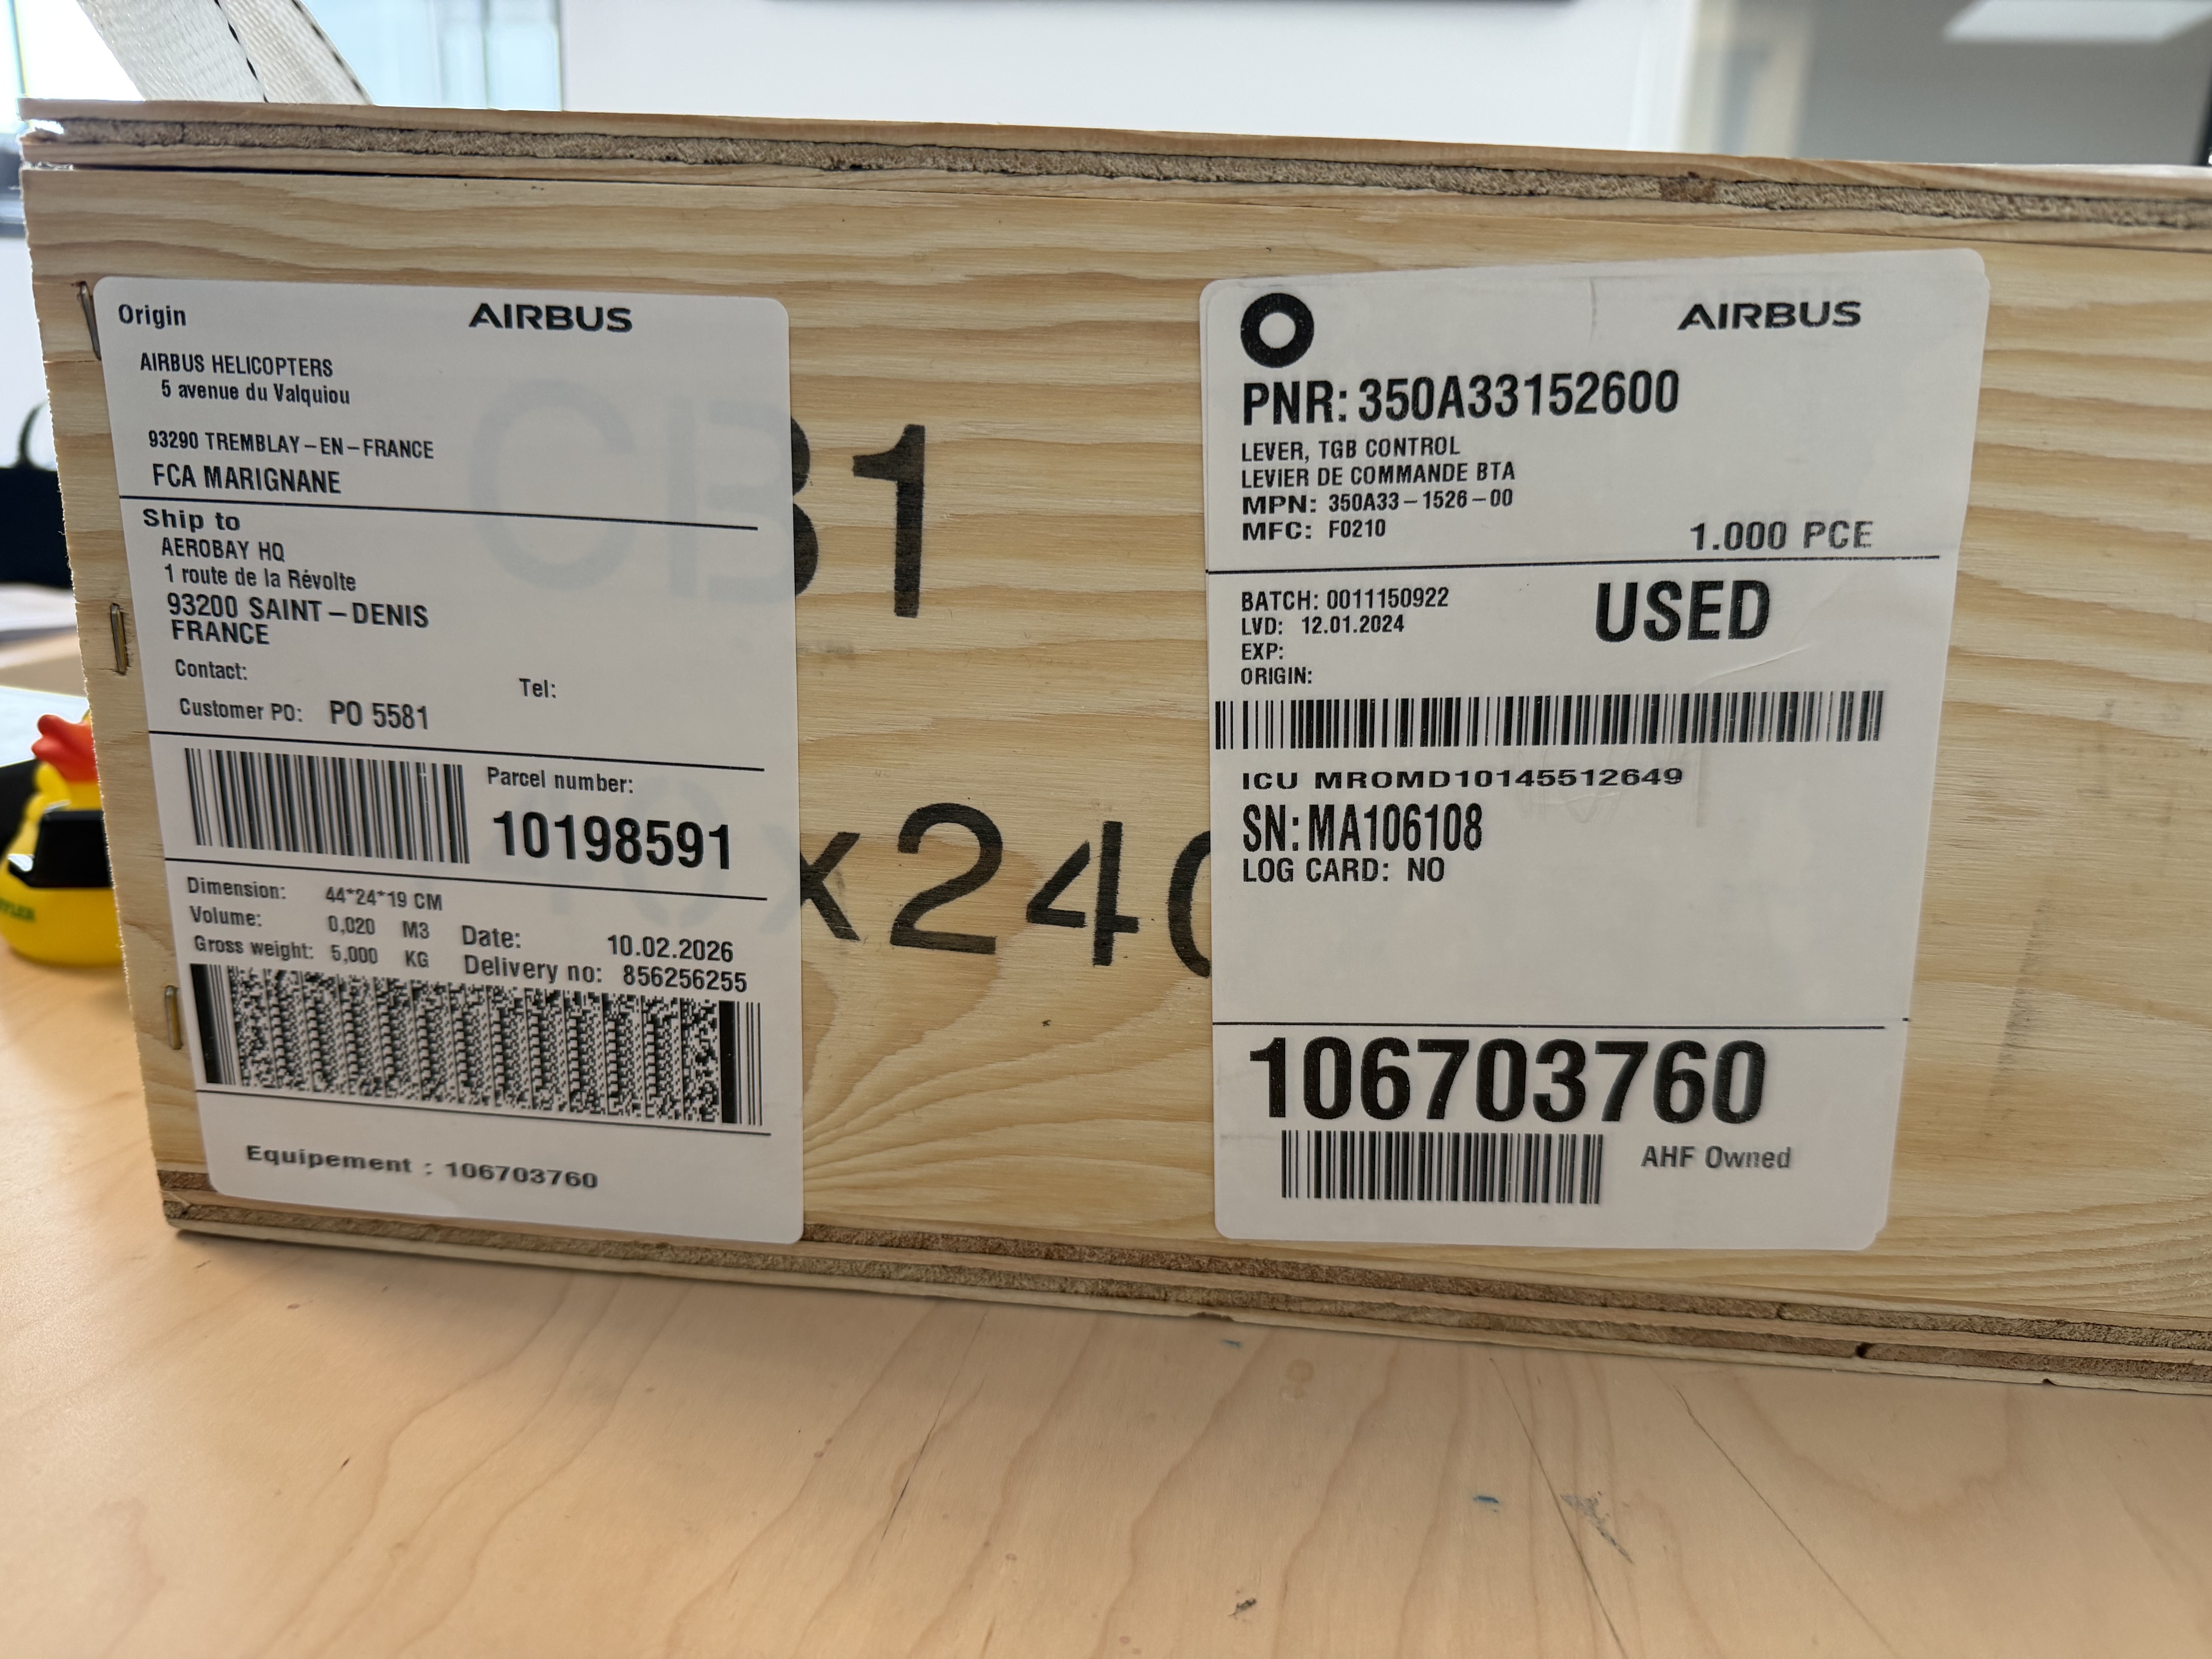 Origin
AIRBUS
AIRBUS HELICOPTERS
5 avenue du Valquiou
93290 TREMBLAY-EN-FRANCE
FCA MARIGNANE
Ship to
AEROBAY HQ
1 route de la Révolte
93200 SAINT-DENIS
FRANCE
Contact:
Tel:
Customer PO: PO 5581
Parcel number:
10198591
Dimension: 44*24*19 CM
Volume: 0,020 M3
Gross weight: 5,000 KG
Date: 10.02.2026
Delivery no: 856256255
Equipement : 106703760
CB1
x240
AIRBUS
PNR: 350A33152600
LEVER, TGB CONTROL
LEVIER DE COMMANDE BTA
MPN: 350A33-1526-00
MFC: F0210
1.000 PCE
BATCH: 0011150922
USED
LVD: 12.01.2024
EXP:
ORIGIN:
ICU MROMD10145512649
SN: MA106108
LOG CARD: NO
106703760
AHF Owned